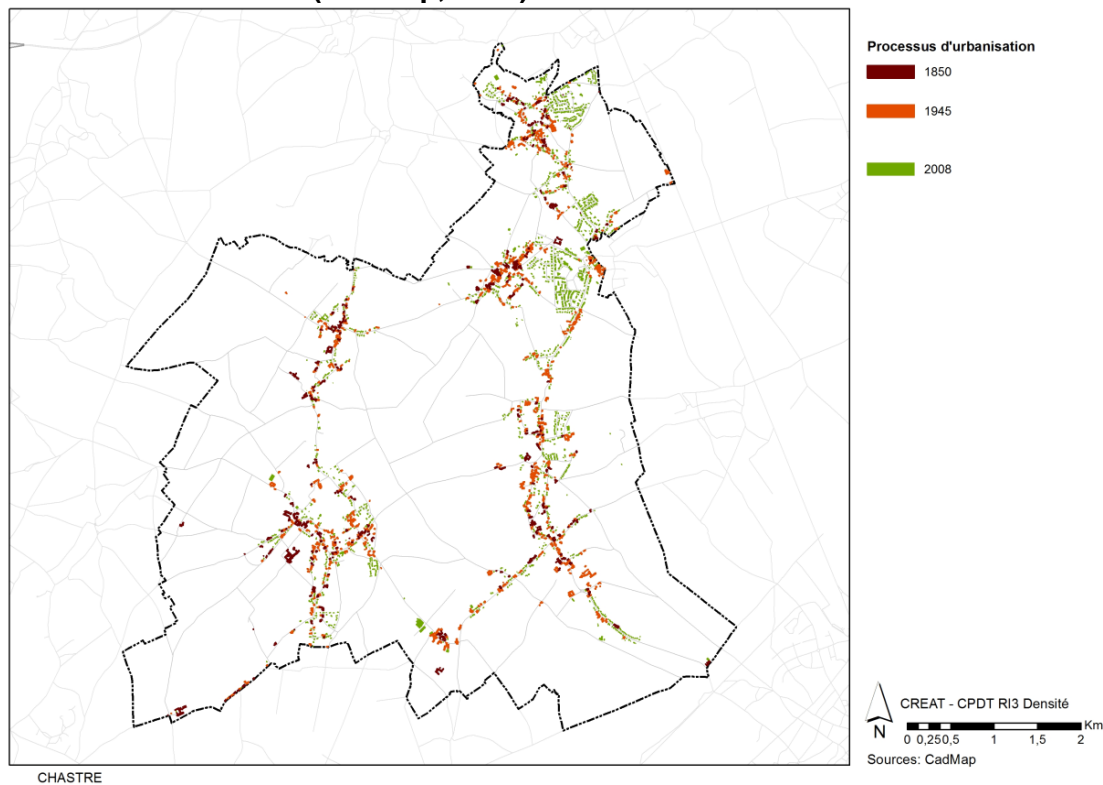 Processus d'urbanisation
1850
1945
2008
CREAT - CPDT RI3 Densité
N
Km
0 0,250,5 1 1,5 2
Sources: CadMap
CHASTRE